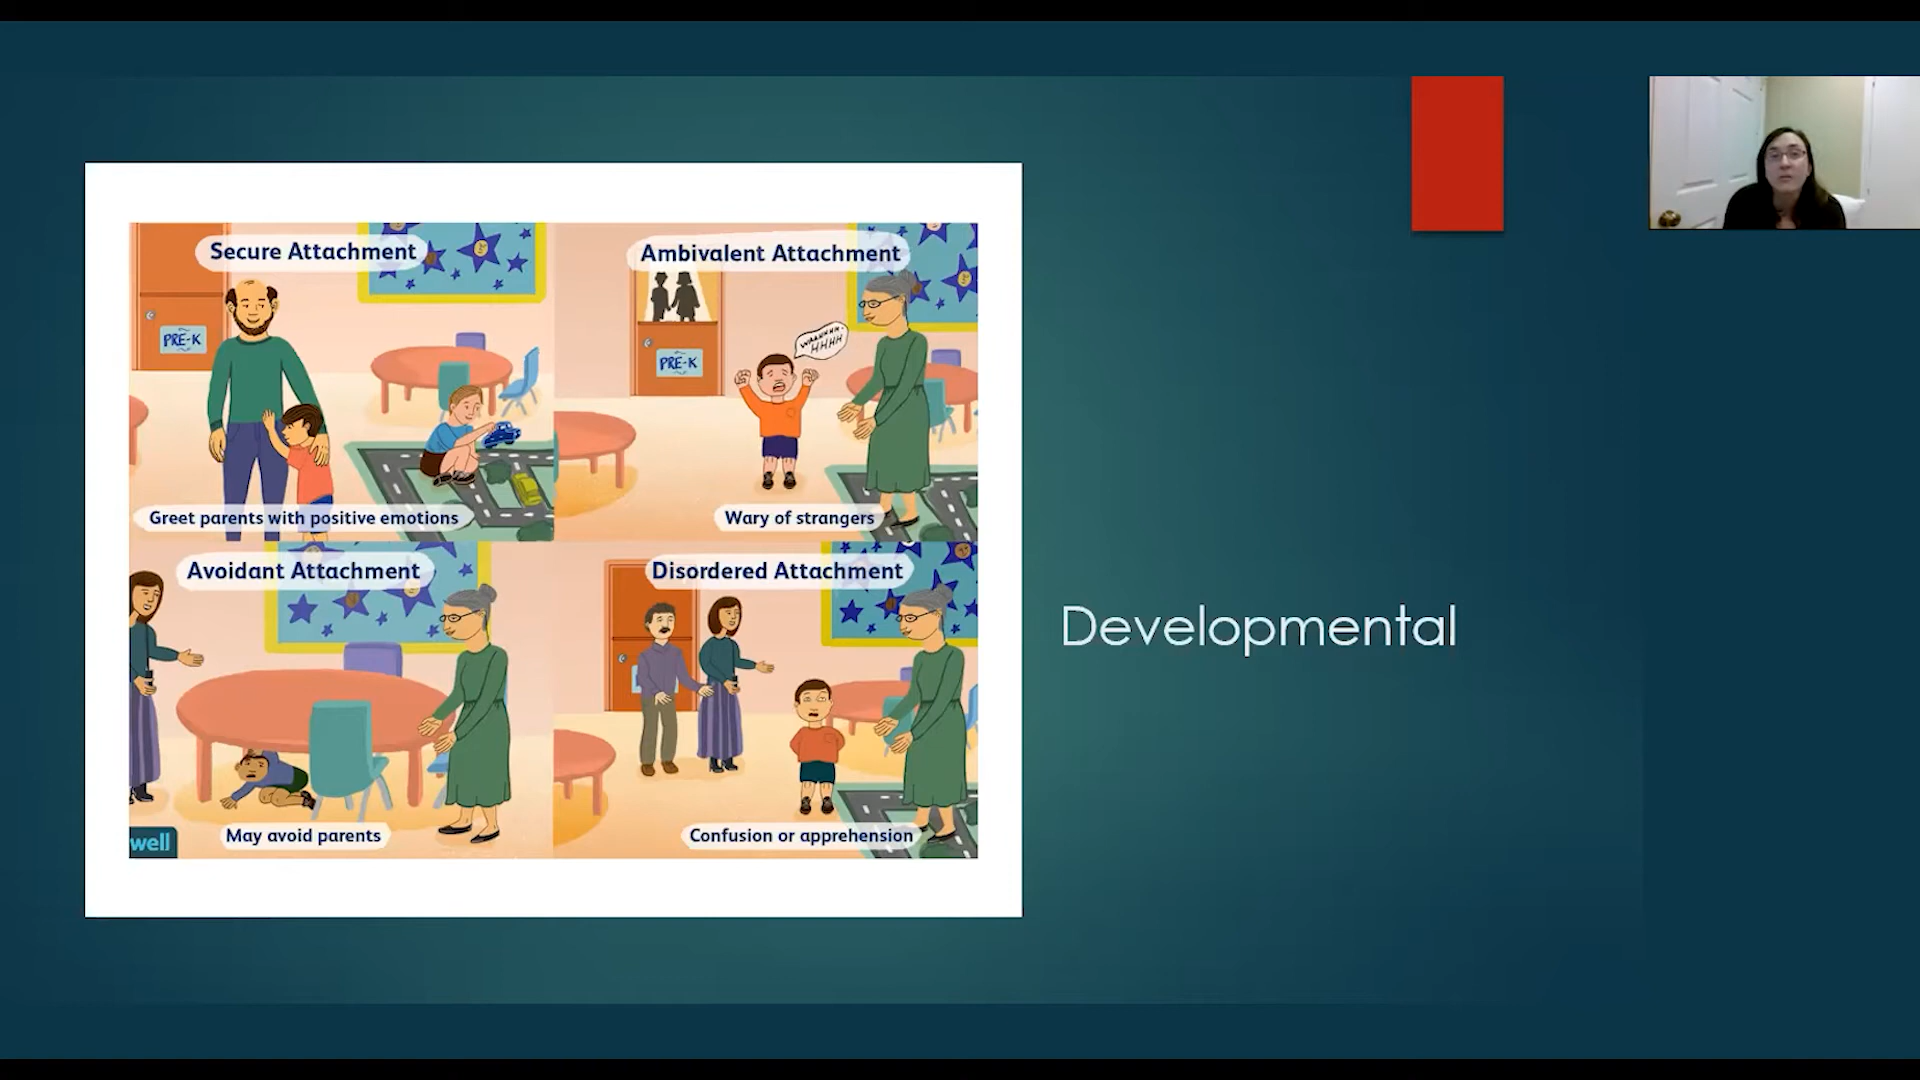 Secure Attachment
PRE-K
Greet parents with positive emotions
Ambivalent Attachment
PRE-K
WAAHHHH-
HHHH
Wary of strangers
Avoidant Attachment
May avoid parents
well
Disordered Attachment
Confusion or apprehension
Developmental